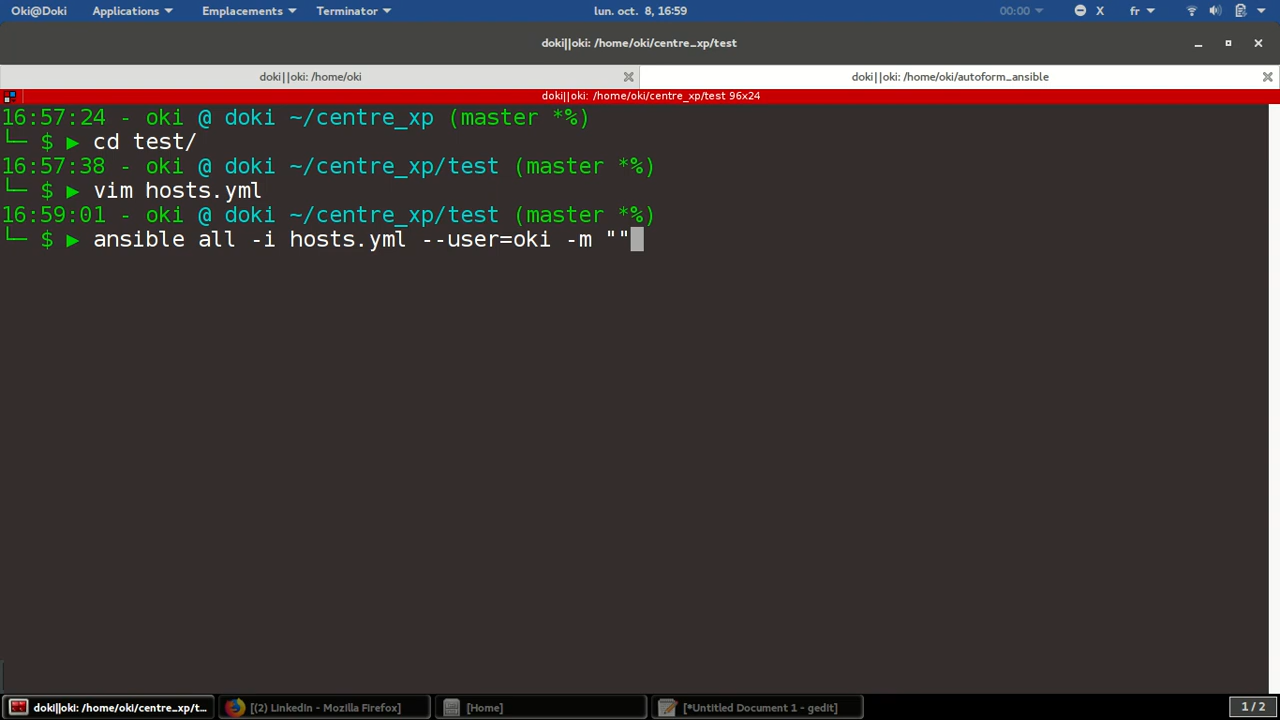 Oki@Doki Applications Emplacements Terminator lun. oct. 8, 16:59 00:00 X fr
doki||oki: /home/oki/centre_xp/test
doki||oki: /home/oki doki||oki: /home/oki/autoform_ansible
doki||oki: /home/oki/centre_xp/test 96x24
16:57:24 - oki @ doki ~/centre_xp (master *%)
└─ $ ▶ cd test/
16:57:38 - oki @ doki ~/centre_xp/test (master *%)
└─ $ ▶ vim hosts.yml
16:59:01 - oki @ doki ~/centre_xp/test (master *%)
└─ $ ▶ ansible all -i hosts.yml --user=oki -m ""
doki||oki: /home/oki/centre_xp/t... [(2) LinkedIn - Mozilla Firefox] [Home] [*Untitled Document 1 - gedit] 1 / 2